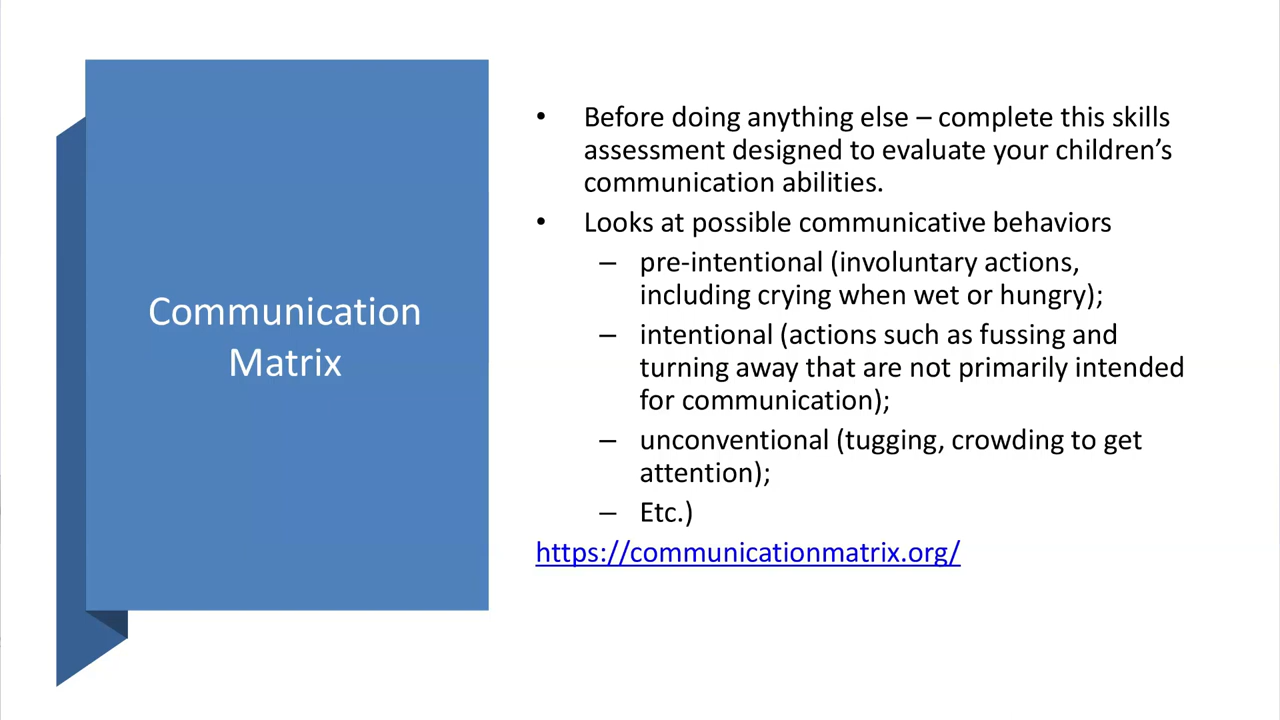 Communication
Matrix
• Before doing anything else – complete this skills
assessment designed to evaluate your children’s
communication abilities.
• Looks at possible communicative behaviors
– pre-intentional (involuntary actions,
including crying when wet or hungry);
– intentional (actions such as fussing and
turning away that are not primarily intended
for communication);
– unconventional (tugging, crowding to get
attention);
– Etc.)
https://communicationmatrix.org/